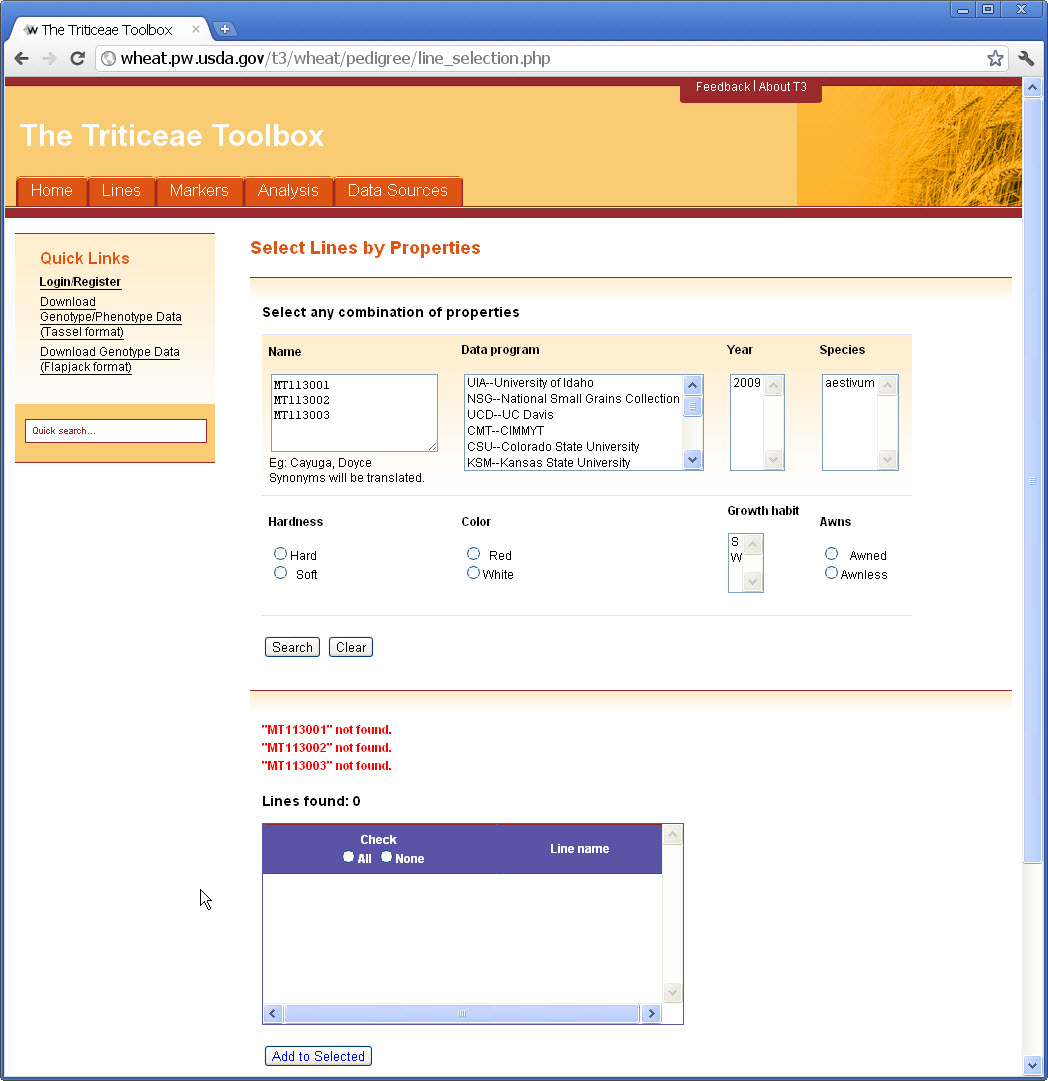 The Triticeae Toolbox
wheat.pw.usda.gov/t3/wheat/pedigree/line_selection.php
Feedback | About T3
The Triticeae Toolbox
Home Lines Markers Analysis Data Sources
Quick Links
Login/Register
Download
Genotype/Phenotype Data
(Tassel format)
Download Genotype Data
(Flapjack format)
Quick search...
Select Lines by Properties
Select any combination of properties
Name
MT113001
MT113002
MT113003
Eg: Cayuga, Doyce
Synonyms will be translated.
Data program
UIA--University of Idaho
NSG--National Small Grains Collection
UCD--UC Davis
CMT--CIMMYT
CSU--Colorado State University
KSM--Kansas State University
Year
2009
Species
aestivum
Hardness
Hard
Soft
Color
Red
White
Growth habit
S
W
Awns
Awned
Awnless
Search Clear
"MT113001" not found.
"MT113002" not found.
"MT113003" not found.
Lines found: 0
Check
All None
Line name
Add to Selected